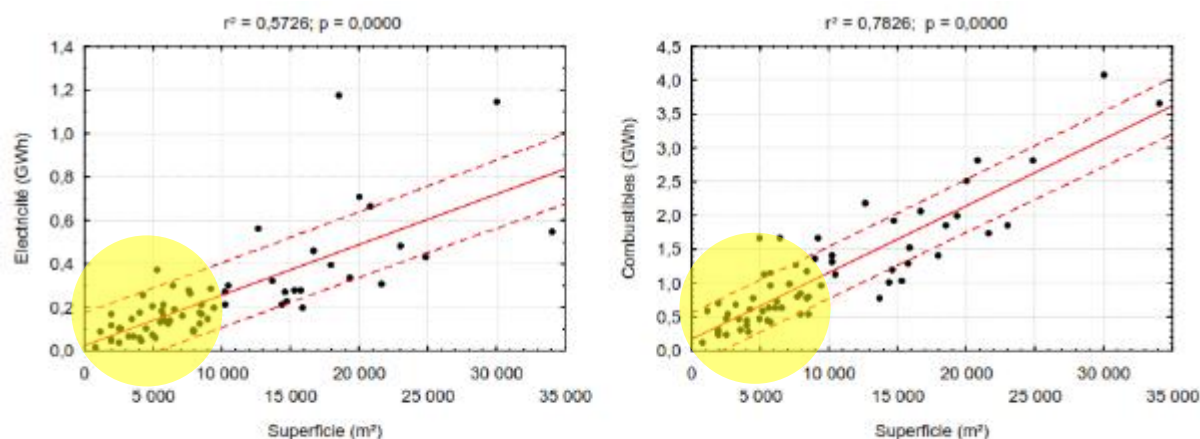 r² = 0,5726; p = 0,0000
1,4
1,2
1,0
0,8
0,6
0,4
0,2
0,0
Electricité (GWh)
0 10 000 20 000 30 000
5 000 15 000 25 000 35 000
Superficie (m²)
r² = 0,7826; p = 0,0000
4,5
4,0
3,5
3,0
2,5
2,0
1,5
1,0
0,5
0,0
Combustibles (GWh)
0 10 000 20 000 30 000
5 000 15 000 25 000 35 000
Superficie (m²)